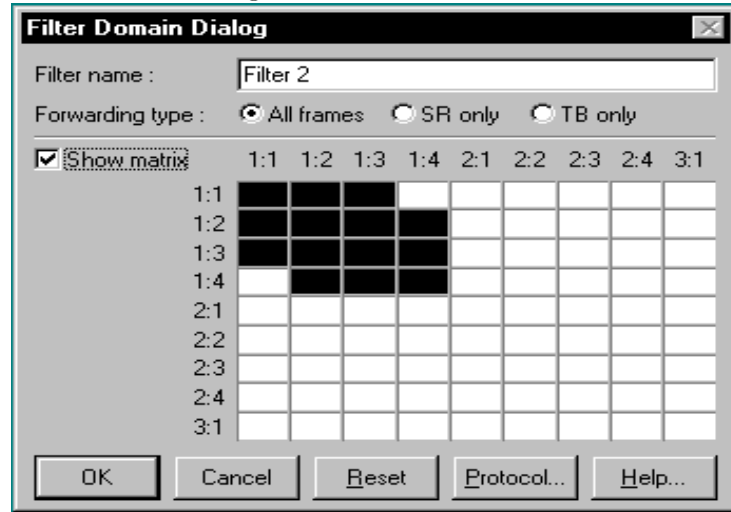 Filter Domain Dialog
Filter name : Filter 2
Forwarding type : All frames SR only TB only
Show matrix 1:1 1:2 1:3 1:4 2:1 2:2 2:3 2:4 3:1
1:1
1:2
1:3
1:4
2:1
2:2
2:3
2:4
3:1
OK Cancel Reset Protocol... Help...